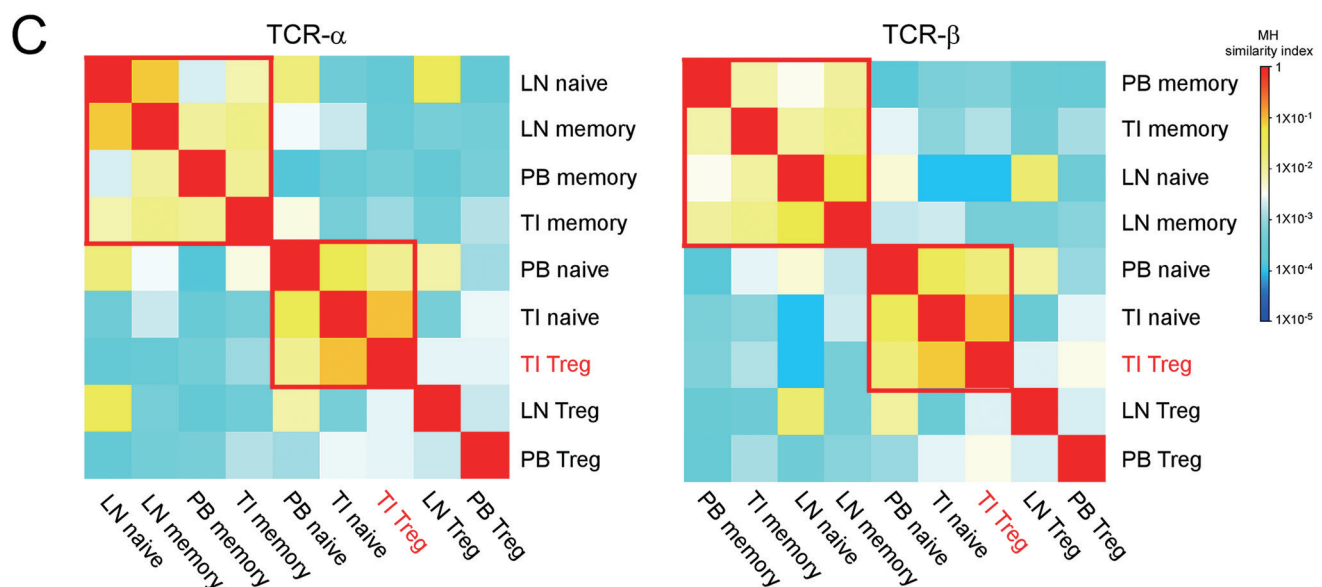 C
TCR-α
TCR-β
MH
similarity index
LN naive
LN memory
PB memory
TI memory
PB naive
TI naive
TI Treg
LN Treg
PB Treg
LN naive
LN memory
PB memory
TI memory
PB naive
TI naive
TI Treg
LN Treg
PB Treg
PB memory
TI memory
LN naive
LN memory
PB naive
TI naive
TI Treg
LN Treg
PB Treg
PB memory
TI memory
LN naive
LN memory
PB naive
TI naive
TI Treg
LN Treg
PB Treg
1
1X10⁻¹
1X10⁻²
1X10⁻³
1X10⁻⁴
1X10⁻⁵